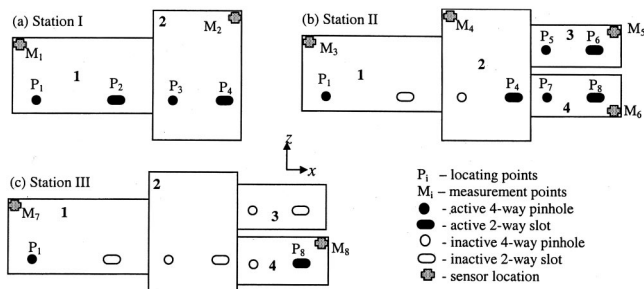 (a) Station I
2
M₂
M₁
1
P₁ P₂ P₃ P₄
(b) Station II
M₄
M₃
3
M₅
P₅ P₆
1
2
P₁
P₄
P₇ P₈
4
M₆
z
x
(c) Station III
2
1
M₇
P₁
3
4
P₈
M₈
Pᵢ – locating points
Mᵢ – measurement points
- active 4-way pinhole
- active 2-way slot
- inactive 4-way pinhole
- inactive 2-way slot
- sensor location